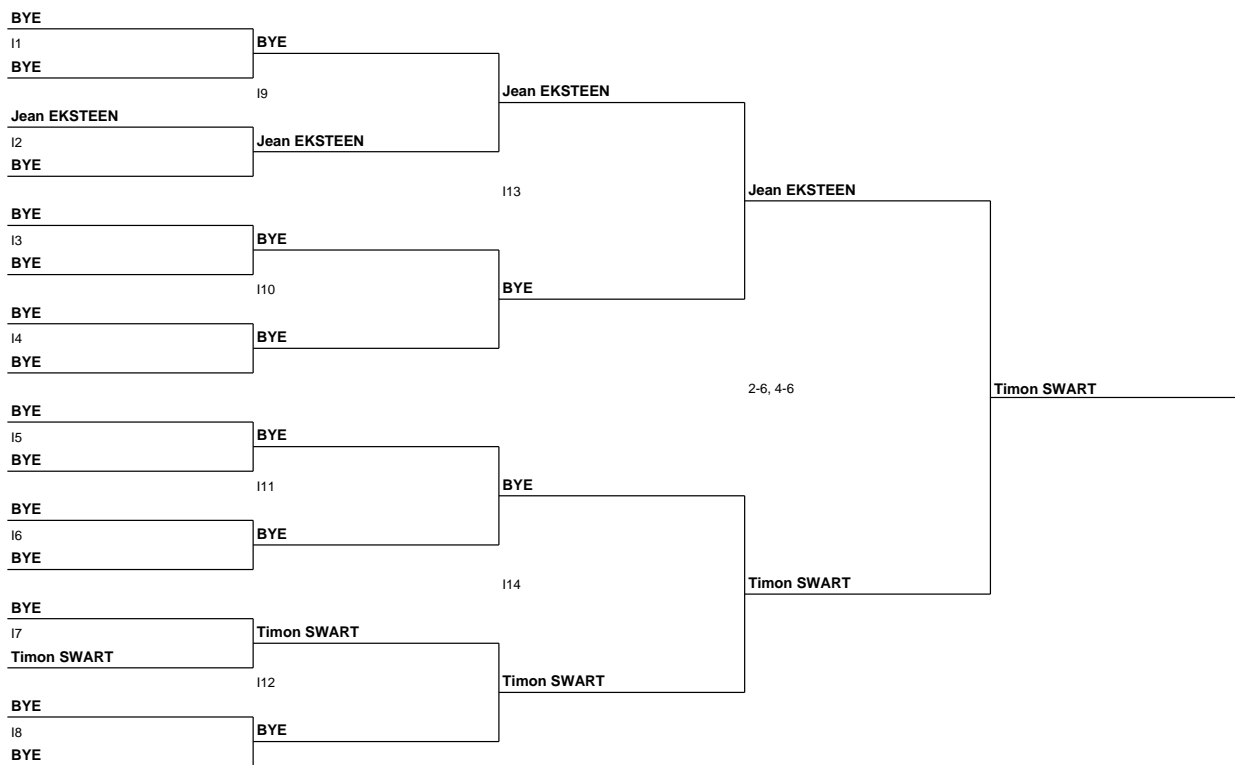 BYE
I1
BYE
BYE
I9
Jean EKSTEEN
Jean EKSTEEN
I2
Jean EKSTEEN
BYE
I13
Jean EKSTEEN
BYE
I3
BYE
BYE
I10
BYE
BYE
I4
BYE
BYE
2-6, 4-6
Timon SWART
BYE
I5
BYE
BYE
I11
BYE
BYE
I6
BYE
BYE
I14
Timon SWART
BYE
I7
Timon SWART
Timon SWART
I12
Timon SWART
BYE
I8
BYE
BYE